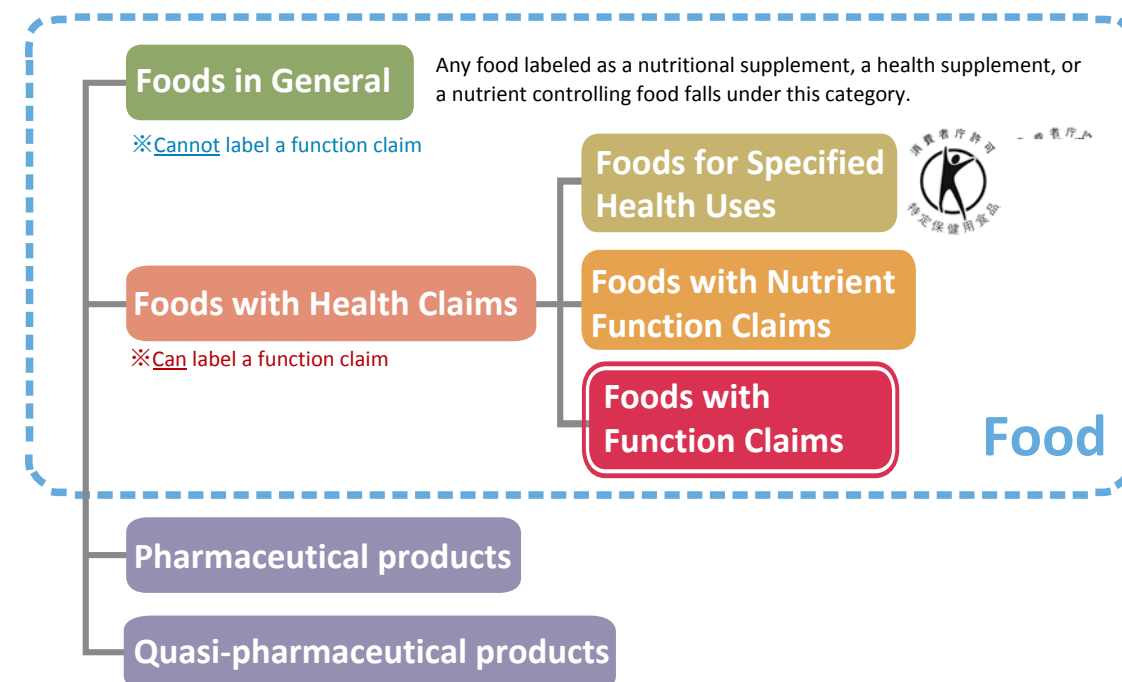 Foods in General
Any food labeled as a nutritional supplement, a health supplement, or
a nutrient controlling food falls under this category.
※Cannot label a function claim
Foods for Specified
Health Uses
消費者庁許可
特定保健用食品
Foods with Health Claims
※Can label a function claim
Foods with Nutrient
Function Claims
Foods with
Function Claims
Food
Pharmaceutical products
Quasi-pharmaceutical products